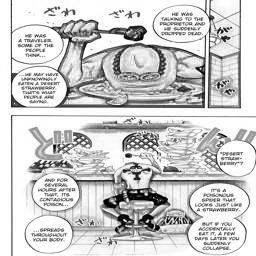 HE WAS
TALKING TO THE
PROPRIETOR AND HE
SUDDENLY
DROPPED DEAD.
HE WAS
A TRAVELER.
SOME OF THE
PEOPLE
THINK...
...HE MAY HAVE
UNKNOWINGLY
EATEN A DESERT
STRAWBERRY.
THAT'S WHAT
PEOPLE ARE
SAYING.
ざわ
ざわ
"DESERT
STRAW-
BERRY"?
AND FOR
SEVERAL
HOURS AFTER
THAT, ITS
CONTAGIOUS
POISON...
IT'S A
POISONOUS
SPIDER THAT
LOOKS JUST LIKE
A STRAWBERRY.
...SPREADS
THROUGHOUT
YOUR BODY.
BUT IF YOU
ACCIDENTALLY
EAT IT, A FEW
DAYS LATER YOU
SUDDENLY
COLLAPSE.